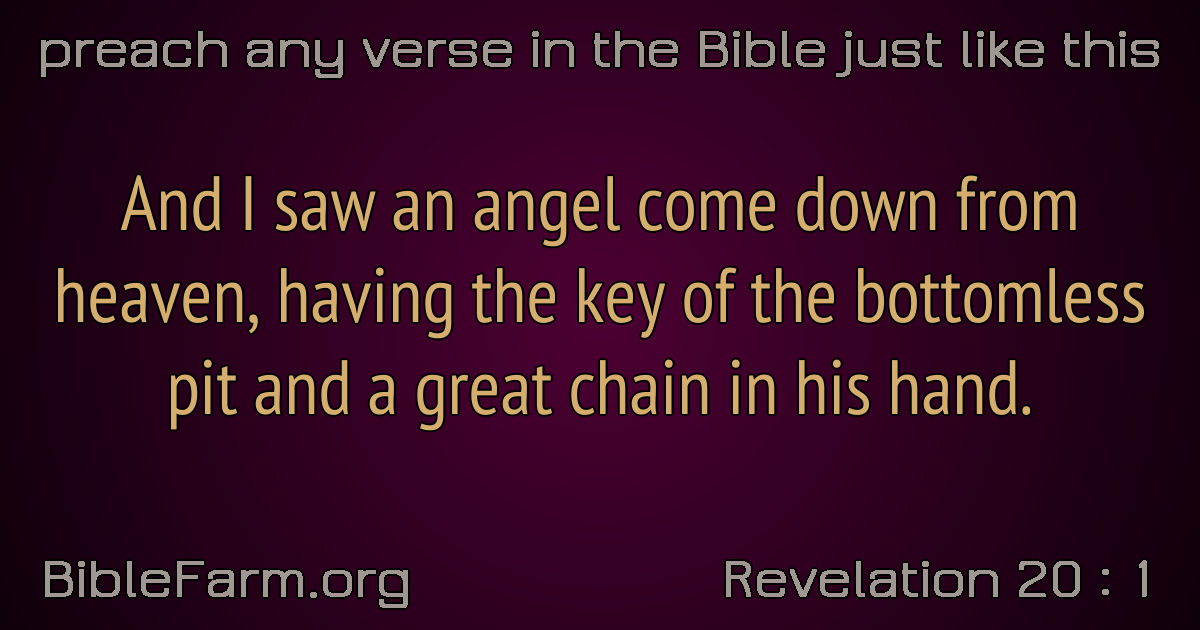 preach any verse in the Bible just like this
And I saw an angel come down from
heaven, having the key of the bottomless
pit and a great chain in his hand.
BibleFarm.org
Revelation 20 : 1